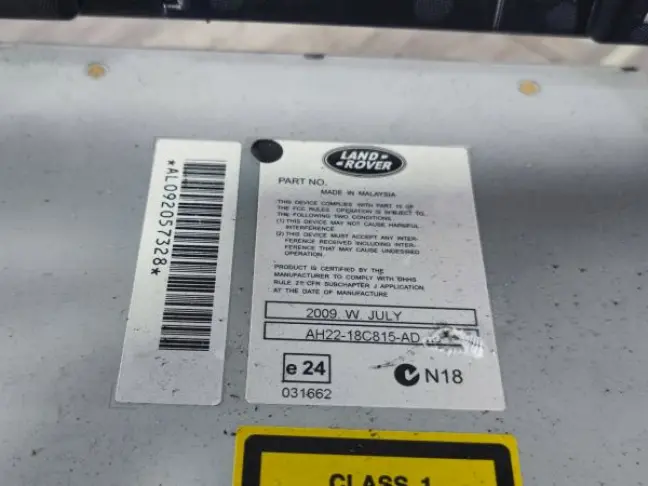 *AL092057328*
LAND
ROVER
PART NO.
MADE IN MALAYSIA
THIS DEVICE COMPLIES WITH PART 15 OF
THE FCC RULES. OPERATION IS SUBJECT TO
THE FOLLOWING TWO CONDITIONS.
(1) THIS DEVICE MAY NOT CAUSE HARMFUL
INTERFERENCE
(2) THIS DEVICE MUST ACCEPT ANY INTER-
FERENCE RECEIVED INCLUDING INTER-
FERENCE THAT MAY CAUSE UNDESIRED
OPERATION.
PRODUCT IS CERTIFIED BY THE
MANUFACTURER TO COMPLY WITH DHHS
RULE 21 CFR SUBCHAPTER J APPLICATION
AT THE DATE OF MANUFACTURE
2009. W. JULY
AH22-18C815-AD
e 24
031662
N18
CLASS 1